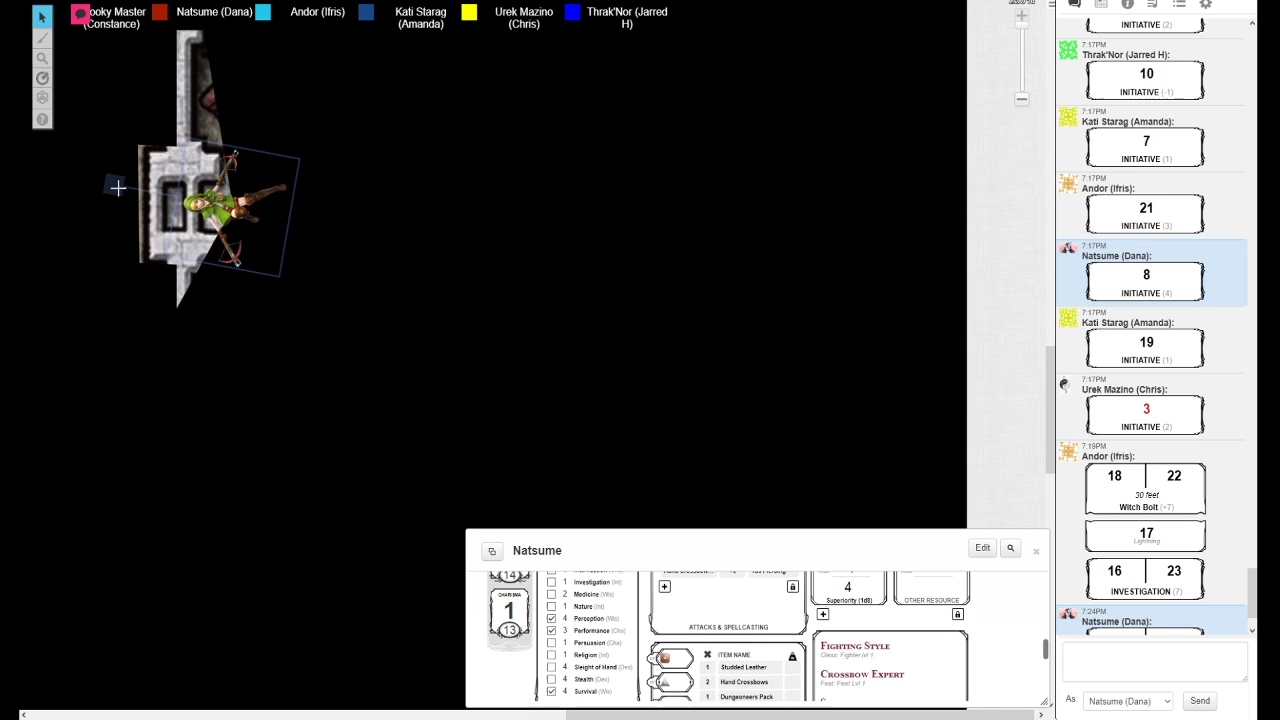 ooky Master (Constance)
Natsume (Dana)
Andor (Ifris)
Kati Starag (Amanda)
Urek Mazino (Chris)
Thrak'Nor (Jarred H)
INITIATIVE (2)
7:17PM
Thrak'Nor (Jarred H):
10
INITIATIVE (-1)
7:17PM
Kati Starag (Amanda):
7
INITIATIVE (1)
7:17PM
Andor (Ifris):
21
INITIATIVE (3)
7:17PM
Natsume (Dana):
8
INITIATIVE (4)
7:17PM
Kati Starag (Amanda):
19
INITIATIVE (1)
7:17PM
Urek Mazino (Chris):
3
INITIATIVE (2)
7:19PM
Andor (Ifris):
18 22
30 feet
Witch Bolt (+7)
17
Lightning
16 23
INVESTIGATION (7)
7:24PM
Natsume (Dana):
As: Natsume (Dana) Send
Natsume
Edit
14
CHARISMA
1
13
1 Investigation (Int)
2 Medicine (Wis)
1 Nature (Int)
4 Perception (Wis)
3 Performance (Cha)
1 Persuasion (Cha)
1 Religion (Int)
4 Sleight of Hand (Dex)
4 Stealth (Dex)
4 Survival (Wis)
ATTACKS & SPELLCASTING
ITEM NAME
1 Studded Leather
2 Hand Crossbows
1 Dungeoneers Pack
4
Superiority (1d8)
OTHER RESOURCE
FIGHTING STYLE
Class: Fighter lvl 1
CROSSBOW EXPERT
Feat: Feat Lvl 1